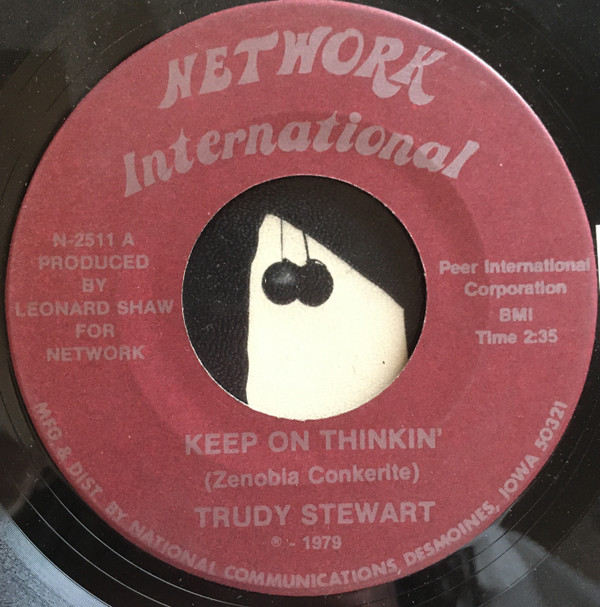 NETWORK
International
N-2511 A
PRODUCED
BY
LEONARD SHAW
FOR
NETWORK
Peer International
Corporation
BMI
Time 2:35
KEEP ON THINKIN'
(Zenobia Conkerite)
TRUDY STEWART
℗ - 1979
MFG & DIST. BY NATIONAL COMMUNICATIONS, DESMOINES, IOWA 50321